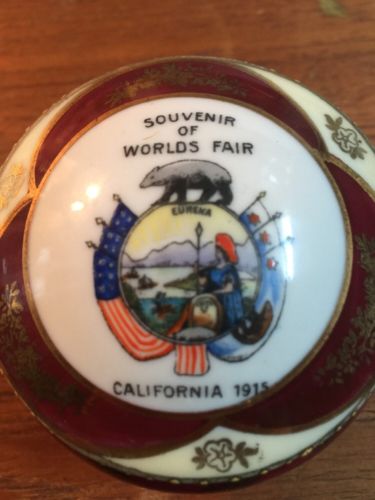 SOUVENIR
OF
WORLDS FAIR
EUREKA
CALIFORNIA 1915